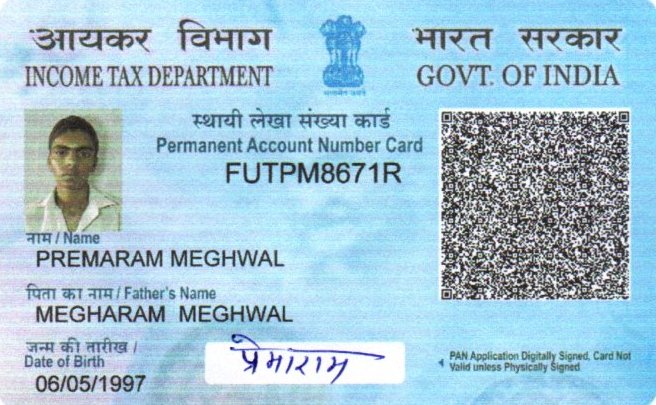 आयकर विभाग
INCOME TAX DEPARTMENT
सत्यमेव जयते
भारत सरकार
GOVT. OF INDIA
स्थायी लेखा संख्या कार्ड
Permanent Account Number Card
FUTPM8671R
नाम / Name
PREMARAM MEGHWAL
पिता का नाम / Father's Name
MEGHARAM MEGHWAL
जन्म की तारीख /
Date of Birth
06/05/1997
प्रेमाराम
PAN Application Digitally Signed, Card Not
Valid unless Physically Signed